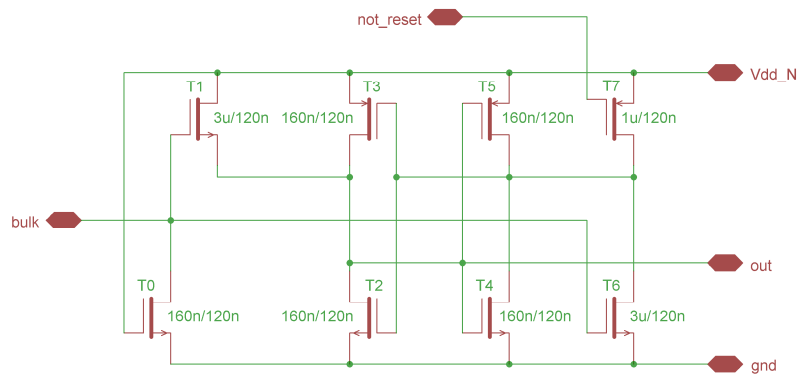 not_reset
Vdd_N
T1 T3 T5 T7
3u/120n 160n/120n 160n/120n 1u/120n
bulk
out
T0 T2 T4 T6
160n/120n 160n/120n 160n/120n 3u/120n
gnd